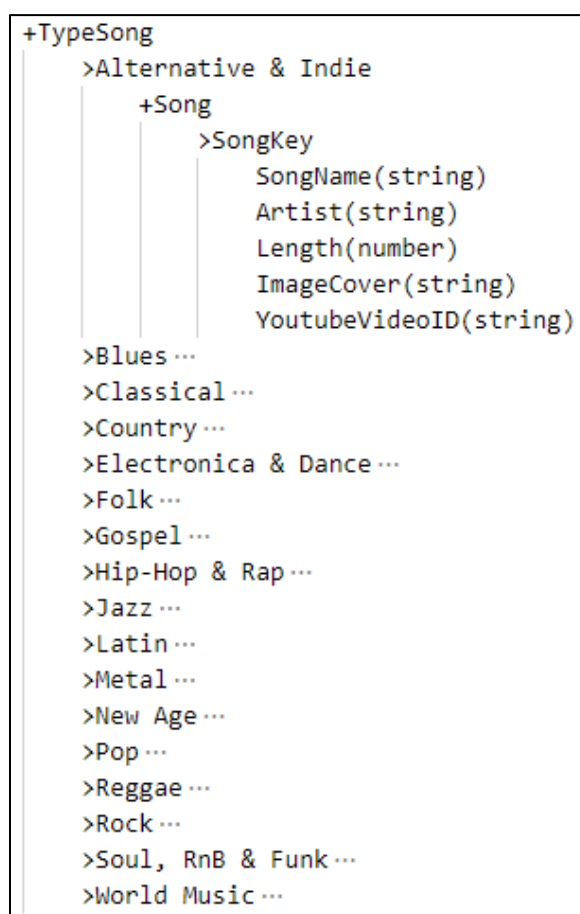 +TypeSong
>Alternative & Indie
+Song
>SongKey
SongName(string)
Artist(string)
Length(number)
ImageCover(string)
YoutubeVideoID(string)
>Blues ···
>Classical ···
>Country ···
>Electronica & Dance ···
>Folk ···
>Gospel ···
>Hip-Hop & Rap ···
>Jazz ···
>Latin ···
>Metal ···
>New Age ···
>Pop ···
>Reggae ···
>Rock ···
>Soul, RnB & Funk ···
>World Music ···